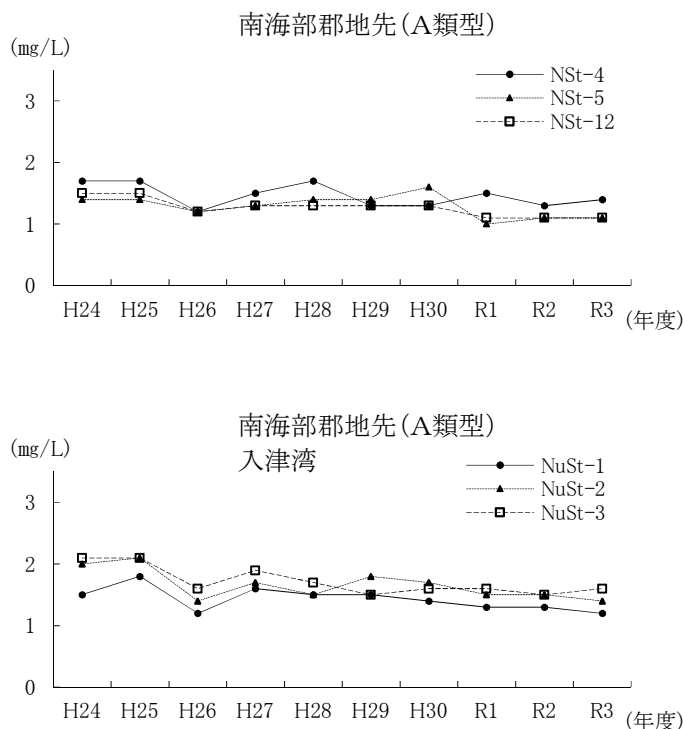 南海部郡地先(A類型)
(mg/L)
NSt-4
NSt-5
NSt-12
3
2
1
0
H24 H25 H26 H27 H28 H29 H30 R1 R2 R3 (年度)
南海部郡地先(A類型)
入津湾
(mg/L)
NuSt-1
NuSt-2
NuSt-3
3
2
1
0
H24 H25 H26 H27 H28 H29 H30 R1 R2 R3 (年度)